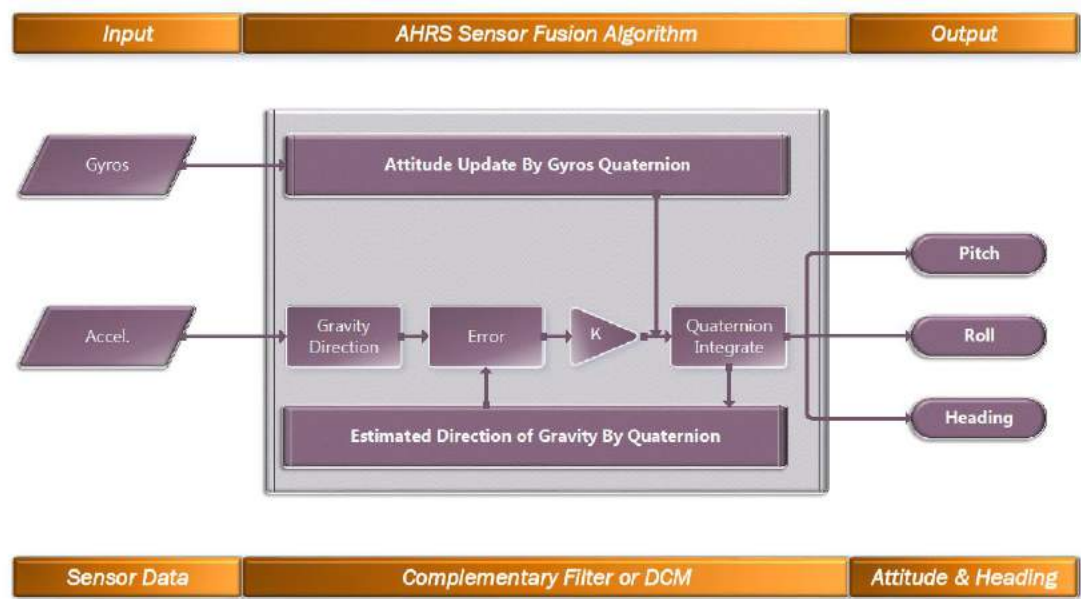 Input
AHRS Sensor Fusion Algorithm
Output
Gyros
Attitude Update By Gyros Quaternion
Pitch
Accel.
Gravity
Direction
Error
K
Quaternion
Integrate
Roll
Heading
Estimated Direction of Gravity By Quaternion
Sensor Data
Complementary Filter or DCM
Attitude & Heading